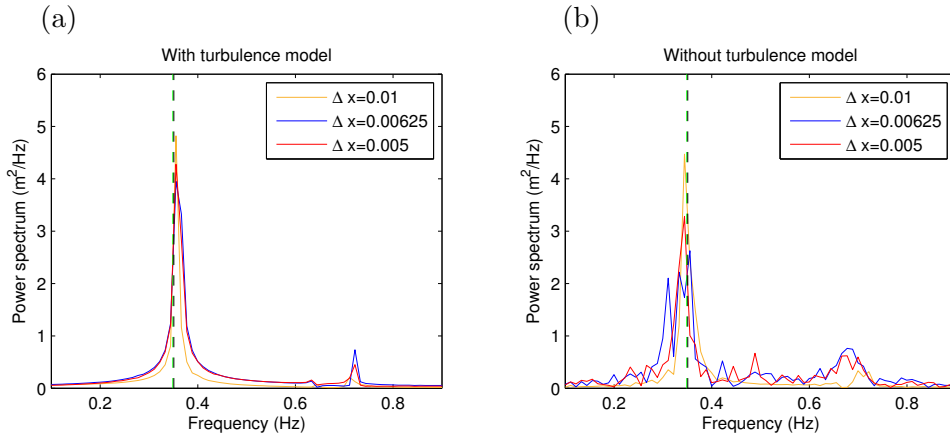 (a)
With turbulence model
Power spectrum (m²/Hz)
6
5
4
3
2
1
0
0.2
0.4
0.6
0.8
Frequency (Hz)
Δ x=0.01
Δ x=0.00625
Δ x=0.005
(b)
Without turbulence model
Power spectrum (m²/Hz)
6
5
4
3
2
1
0
0.2
0.4
0.6
0.8
Frequency (Hz)
Δ x=0.01
Δ x=0.00625
Δ x=0.005